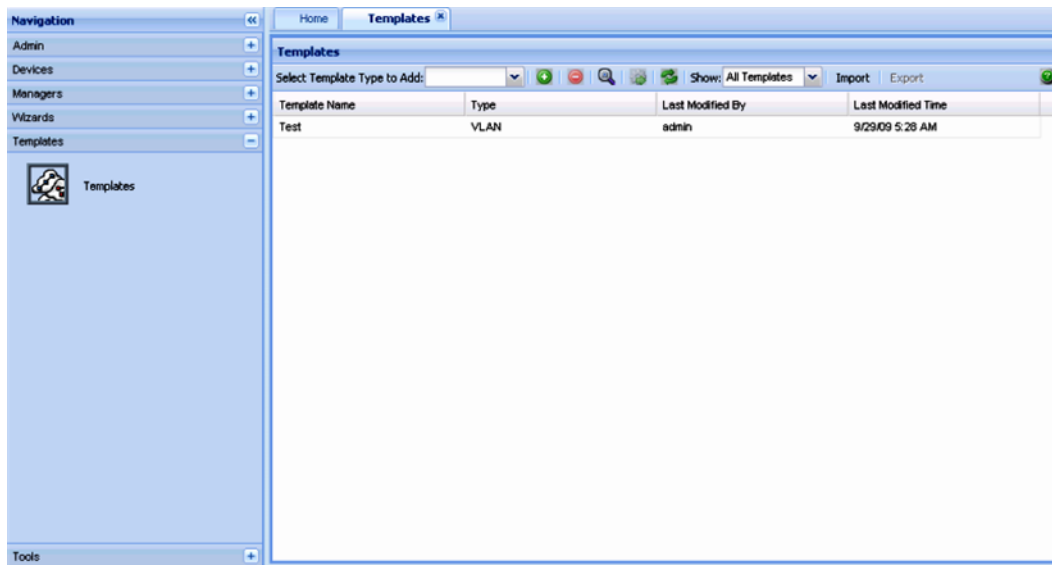 Navigation
Admin
Devices
Managers
Wizards
Templates
Templates
Tools
Home
Templates
Templates
Select Template Type to Add:
Show: All Templates
Import
Export
Template Name Type Last Modified By Last Modified Time
Test VLAN admin 9/29/09 5:28 AM